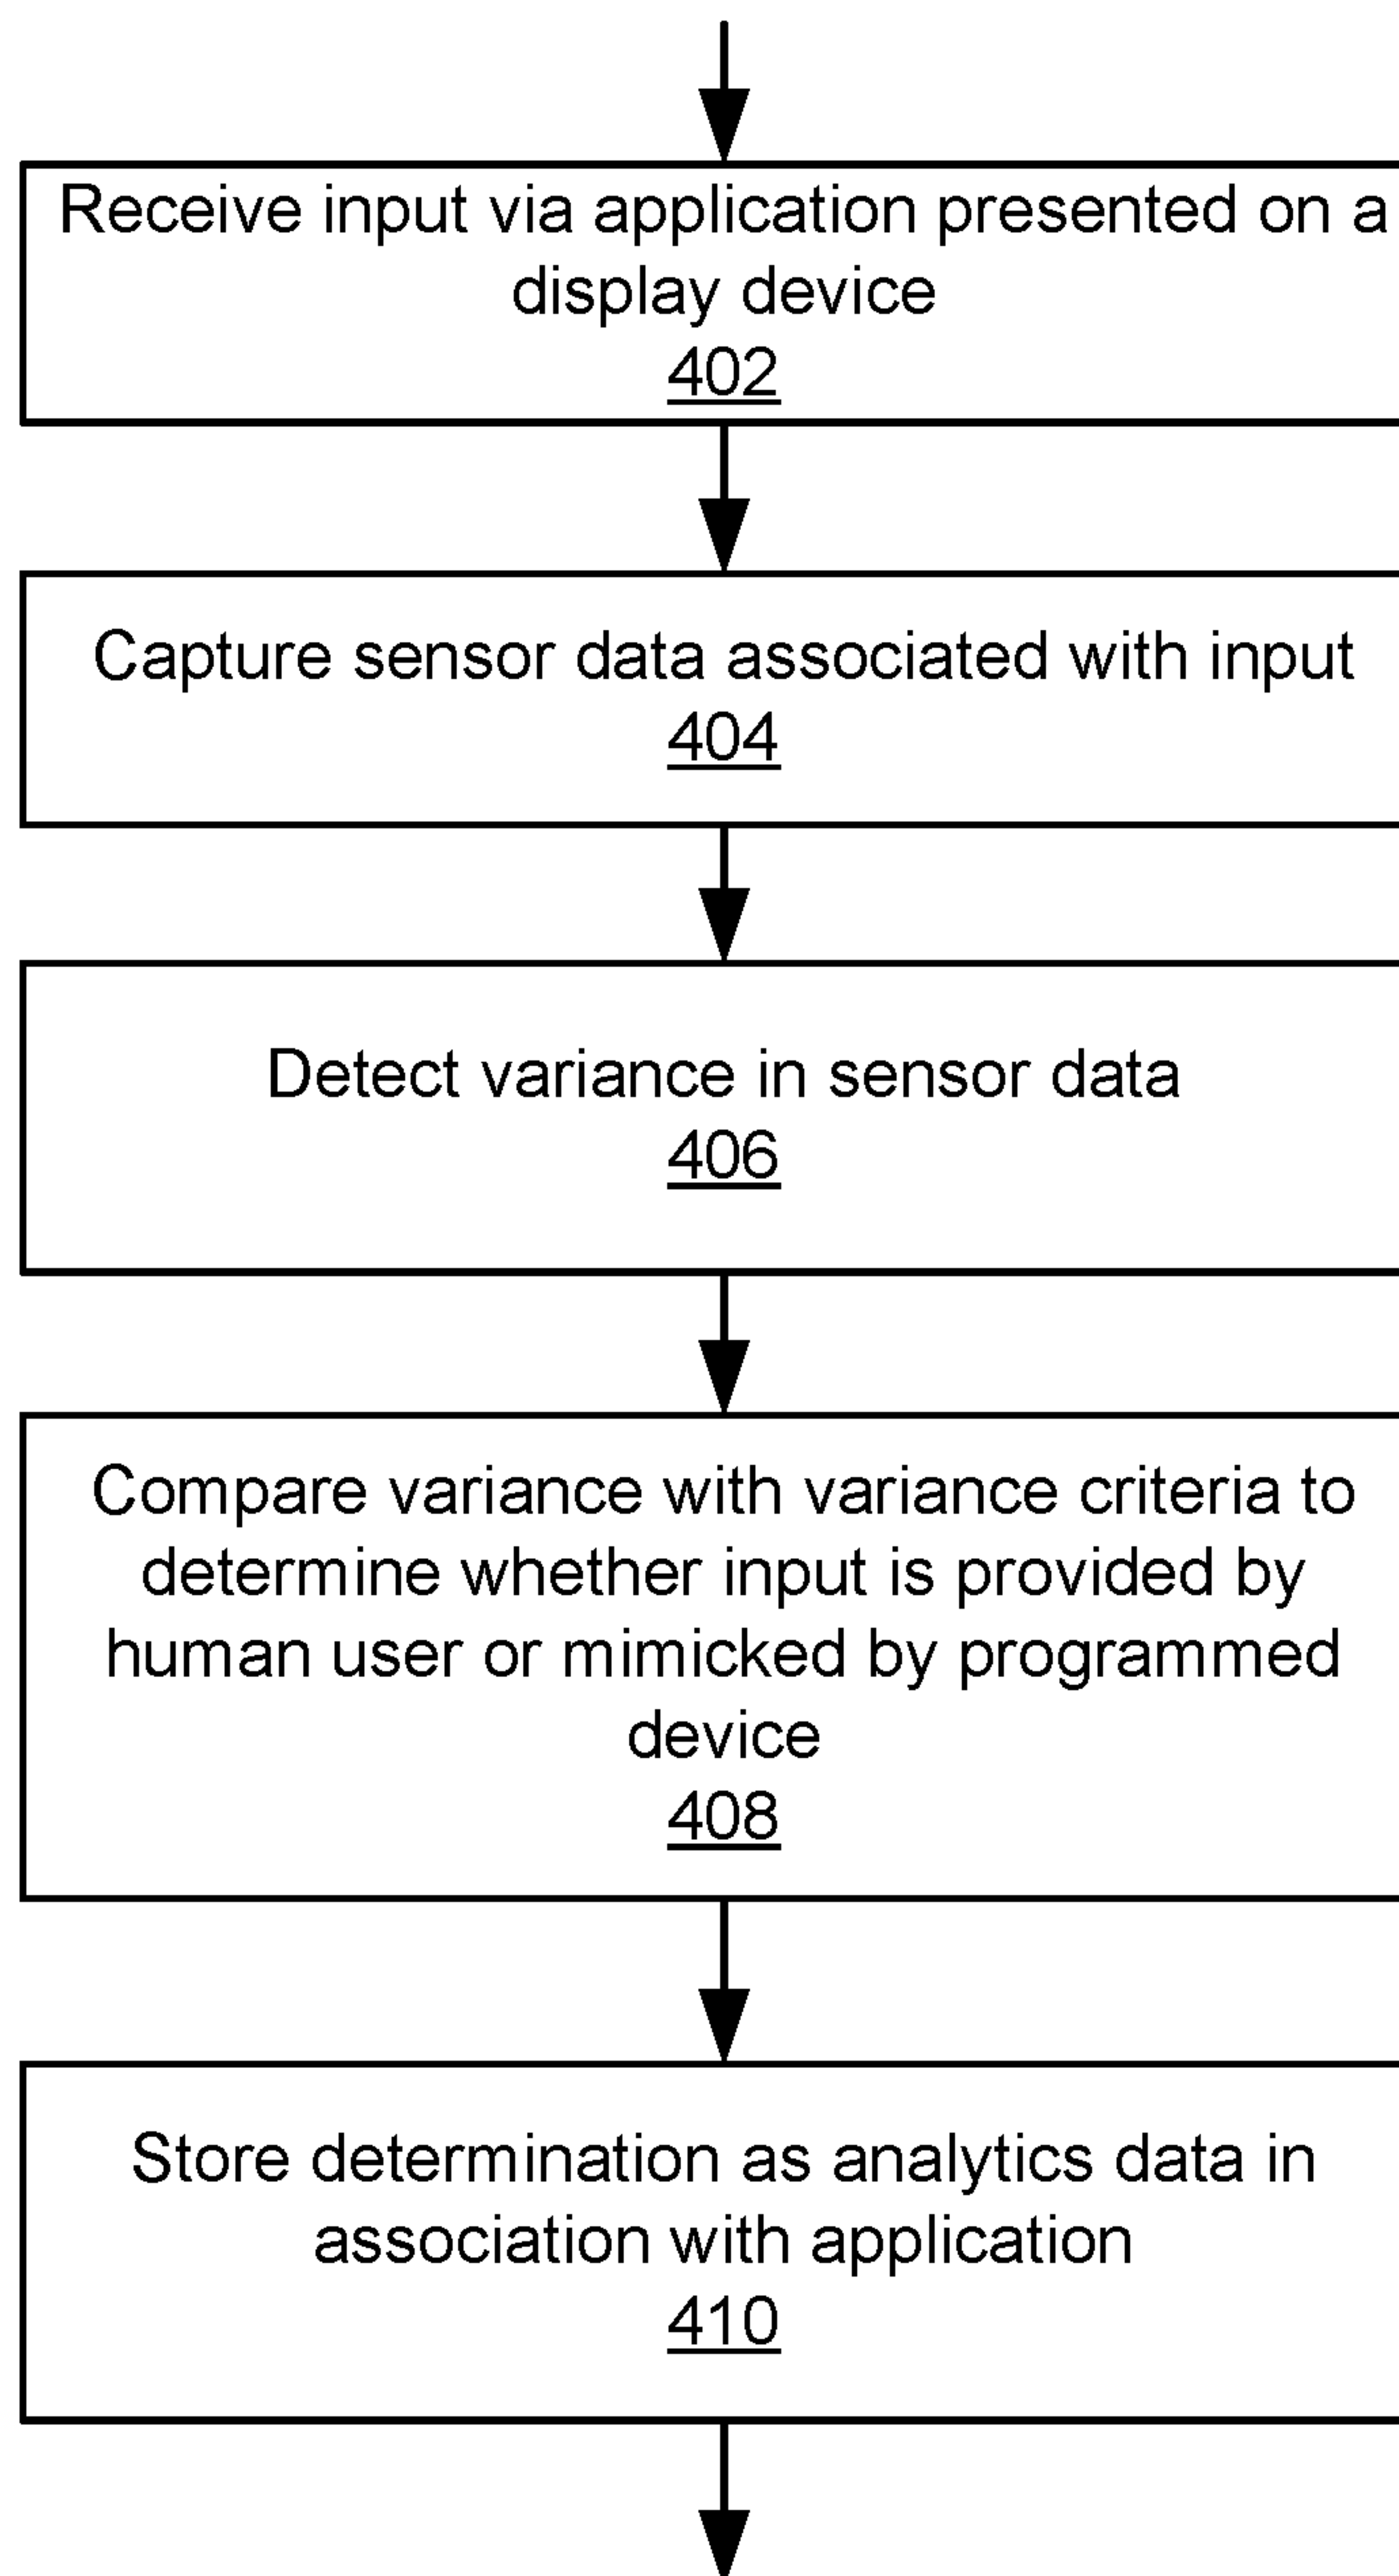 Receive input via application presented on a
display device
402
Capture sensor data associated with input
404
Detect variance in sensor data
406
Compare variance with variance criteria to
determine whether input is provided by
human user or mimicked by programmed
device
408
Store determination as analytics data in
association with application
410